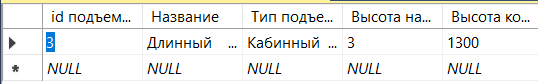 id подъем... Название Тип подъе... Высота на... Высота ко...
3 Длинный ... Кабинный ... 3 1300
NULL NULL NULL NULL NULL